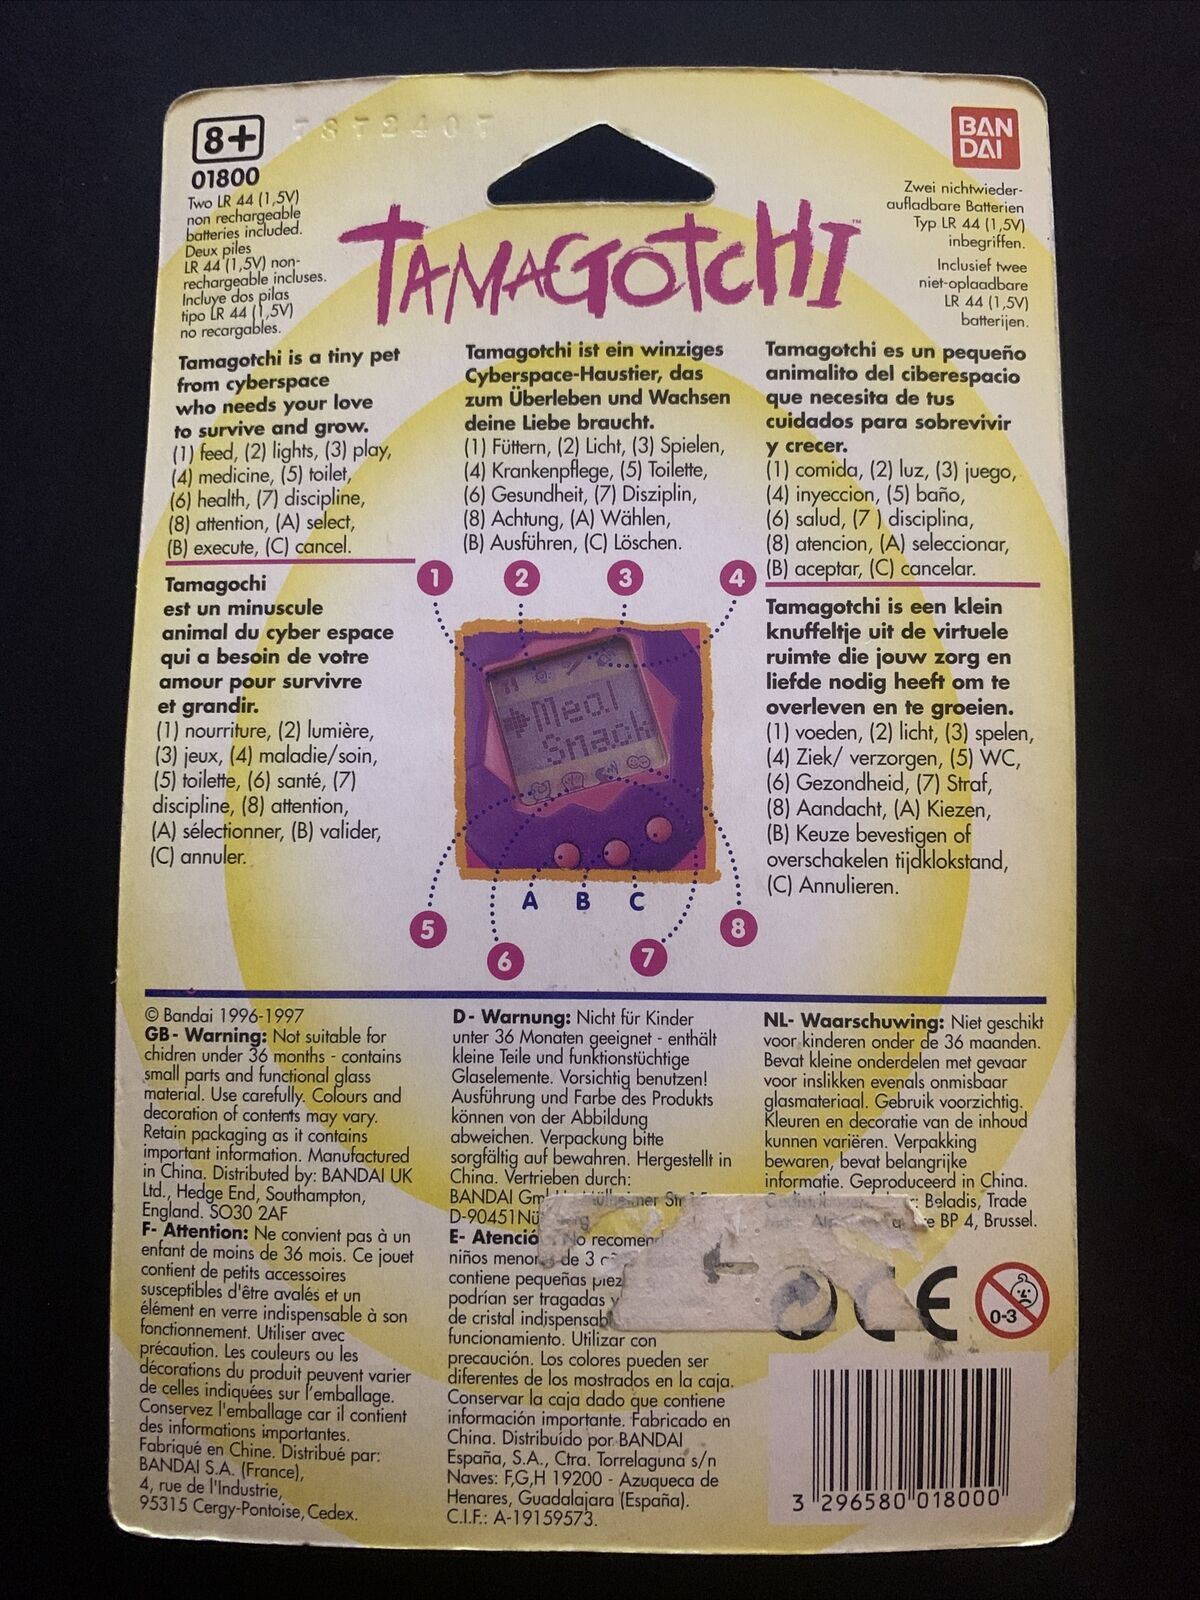 8+
01800
7872407
BAN
DAI
Two LR 44 (1,5V)
non rechargeable
batteries included.
Deux piles
LR 44 (1,5V) non-
rechargeable incluses.
Incluye dos pilas
tipo LR 44 (1,5V)
no recargables.
TAMAGOTCHI™
Zwei nichtwieder-
aufladbare Batterien
Typ LR 44 (1,5V)
inbegriffen.
Inclusief twee
niet-oplaadbare
LR 44 (1,5V)
batterijen.
Tamagotchi is a tiny pet
from cyberspace
who needs your love
to survive and grow.
(1) feed, (2) lights, (3) play,
(4) medicine, (5) toilet,
(6) health, (7) discipline,
(8) attention, (A) select,
(B) execute, (C) cancel.
Tamagotchi ist ein winziges
Cyberspace-Haustier, das
zum Überleben und Wachsen
deine Liebe braucht.
(1) Füttern, (2) Licht, (3) Spielen,
(4) Krankenpflege, (5) Toilette,
(6) Gesundheit, (7) Disziplin,
(8) Achtung, (A) Wählen,
(B) Ausführen, (C) Löschen.
Tamagotchi es un pequeño
animalito del ciberespacio
que necesita de tus
cuidados para sobrevivir
y crecer.
(1) comida, (2) luz, (3) juego,
(4) inyeccion, (5) baño,
(6) salud, (7 ) disciplina,
(8) atencion, (A) seleccionar,
(B) aceptar, (C) cancelar.
Tamagochi
est un minuscule
animal du cyber espace
qui a besoin de votre
amour pour survivre
et grandir.
(1) nourriture, (2) lumière,
(3) jeux, (4) maladie/soin,
(5) toilette, (6) santé, (7)
discipline, (8) attention,
(A) sélectionner, (B) valider,
(C) annuler.
1 2 3 4
Meal
Snack
A B C
5 6 7 8
Tamagotchi is een klein
knuffeltje uit de virtuele
ruimte die jouw zorg en
liefde nodig heeft om te
overleven en te groeien.
(1) voeden, (2) licht, (3) spelen,
(4) Ziek/ verzorgen, (5) WC,
(6) Gezondheid, (7) Straf,
(8) Aandacht, (A) Kiezen,
(B) Keuze bevestigen of
overschakelen tijdklokstand,
(C) Annulieren.
© Bandai 1996-1997
GB- Warning: Not suitable for
chidren under 36 months - contains
small parts and functional glass
material. Use carefully. Colours and
decoration of contents may vary.
Retain packaging as it contains
important information. Manufactured
in China. Distributed by: BANDAI UK
Ltd., Hedge End, Southampton,
England. SO30 2AF
F- Attention: Ne convient pas à un
enfant de moins de 36 mois. Ce jouet
contient de petits accessoires
susceptibles d'être avalés et un
élément en verre indispensable à son
fonctionnement. Utiliser avec
précaution. Les couleurs ou les
décorations du produit peuvent varier
de celles indiquées sur l'emballage.
Conservez l'emballage car il contient
des informations importantes.
Fabriqué en Chine. Distribué par:
BANDAI S.A. (France),
4, rue de l'Industrie,
95315 Cergy-Pontoise, Cedex.
D- Warnung: Nicht für Kinder
unter 36 Monaten geeignet - enthält
kleine Teile und funktionstüchtige
Glaselemente. Vorsichtig benutzen!
Ausführung und Farbe des Produkts
können von der Abbildung
abweichen. Verpackung bitte
sorgfältig auf bewahren. Hergestellt in
China. Vertrieben durch:
BANDAI
D-90451
E- Atenció
niños menor de 3
contiene pequeñas
podrían ser tragadas y
de cristal
funcionamiento. Utilizar con
precaución. Los colores pueden ser
diferentes de los mostrados en la caja.
Conservar la caja dado que contiene
información importante. Fabricado en
China. Distribuído por BANDAI
España, S.A., Ctra. Torrelaguna s/n
Naves: F,G,H 19200 - Azuqueca de
Henares, Guadalajara (España).
C.I.F.: A-19159573.
NL- Waarschuwing: Niet geschikt
voor kinderen onder de 36 maanden.
Bevat kleine onderdelen met gevaar
voor inslikken evenals onmisbaar
glasmateriaal. Gebruik voorzichtig.
Kleuren en decoratie van de inhoud
kunnen variëren. Verpakking
bewaren, bevat belangrijke
informatie. Geproduceerd in China.
Beladis, Trade
BP 4, Brussel.
CE
0-3
3 296580 018000